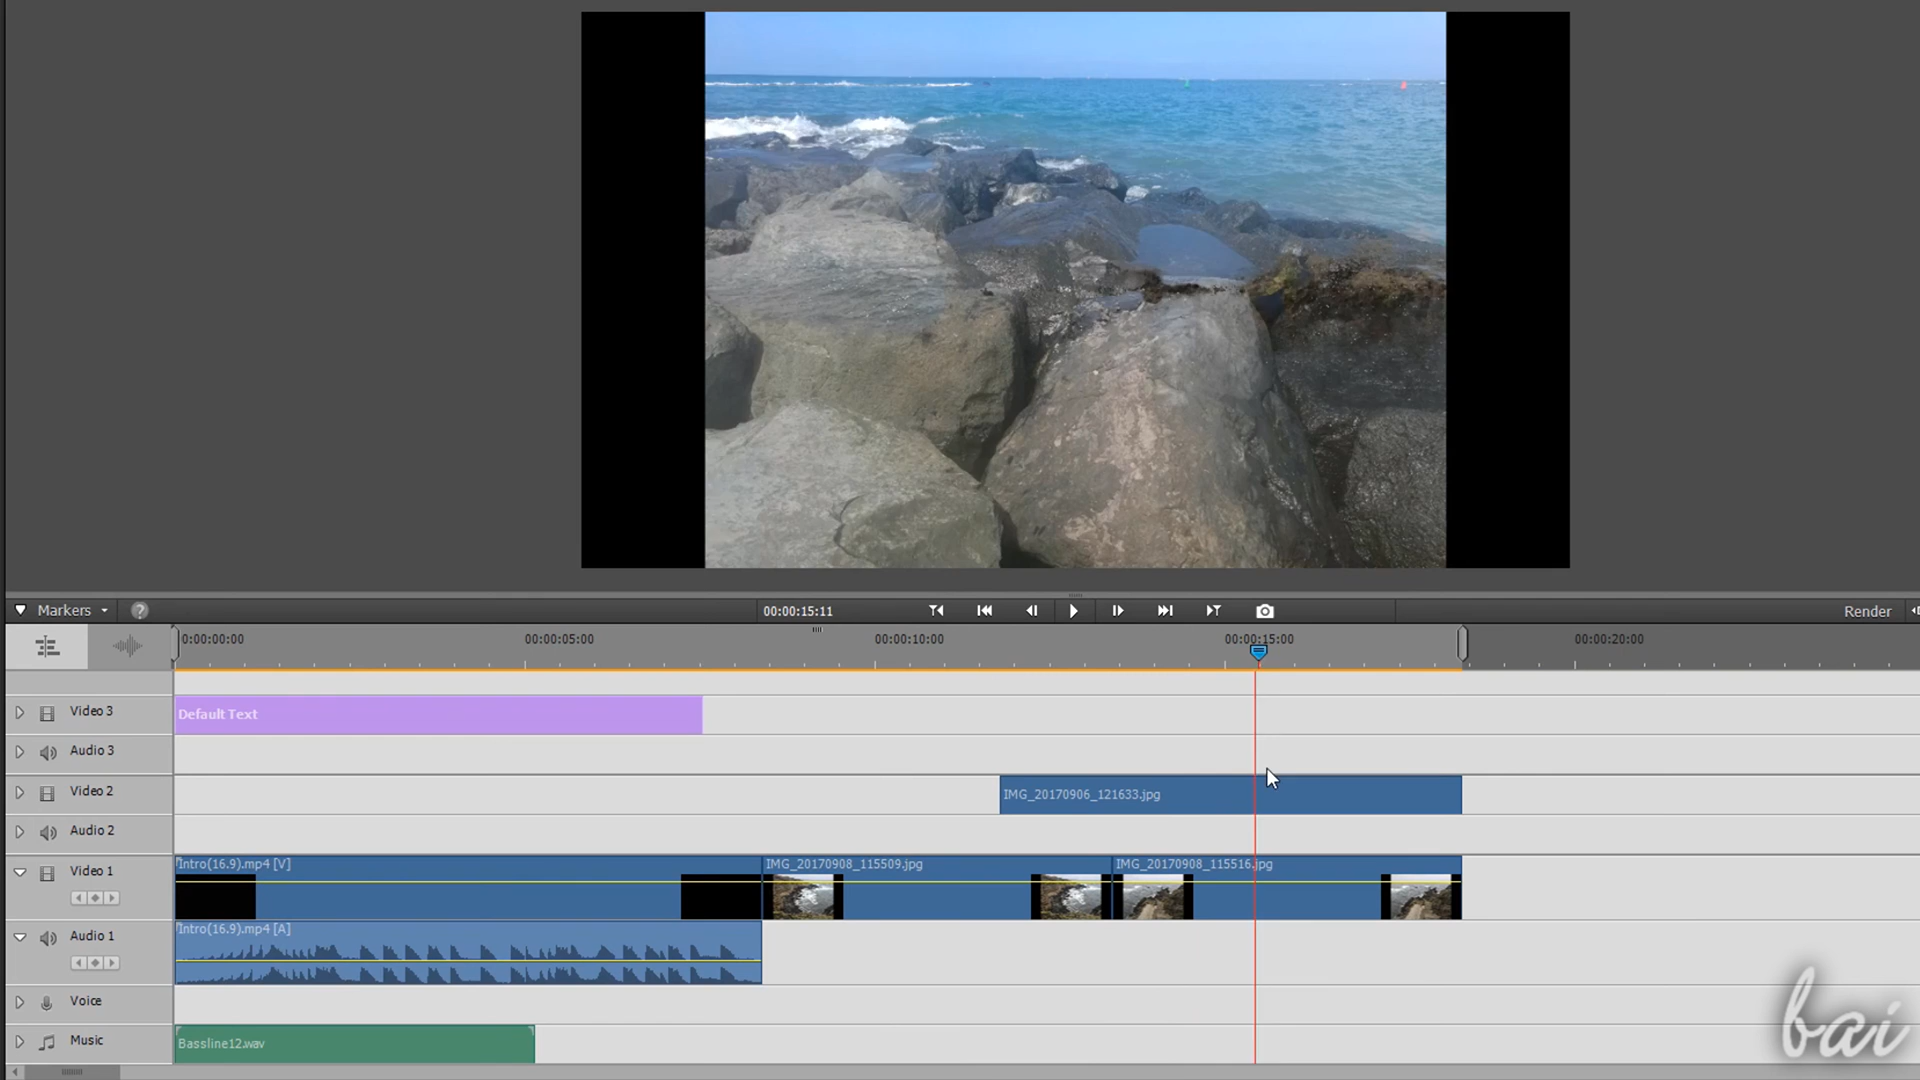 Markers
?
00:00:15:11
Render
0:00:00:00
00:00:05:00
00:00:10:00
00:00:15:00
00:00:20:00
Video 3
Default Text
Audio 3
Video 2
IMG_20170906_121633.jpg
Audio 2
Video 1
Intro(16.9).mp4 [V]
IMG_20170908_115509.jpg
IMG_20170908_115516.jpg
Audio 1
Intro(16.9).mp4 [A]
Voice
Music
Bassline12.wav
bai